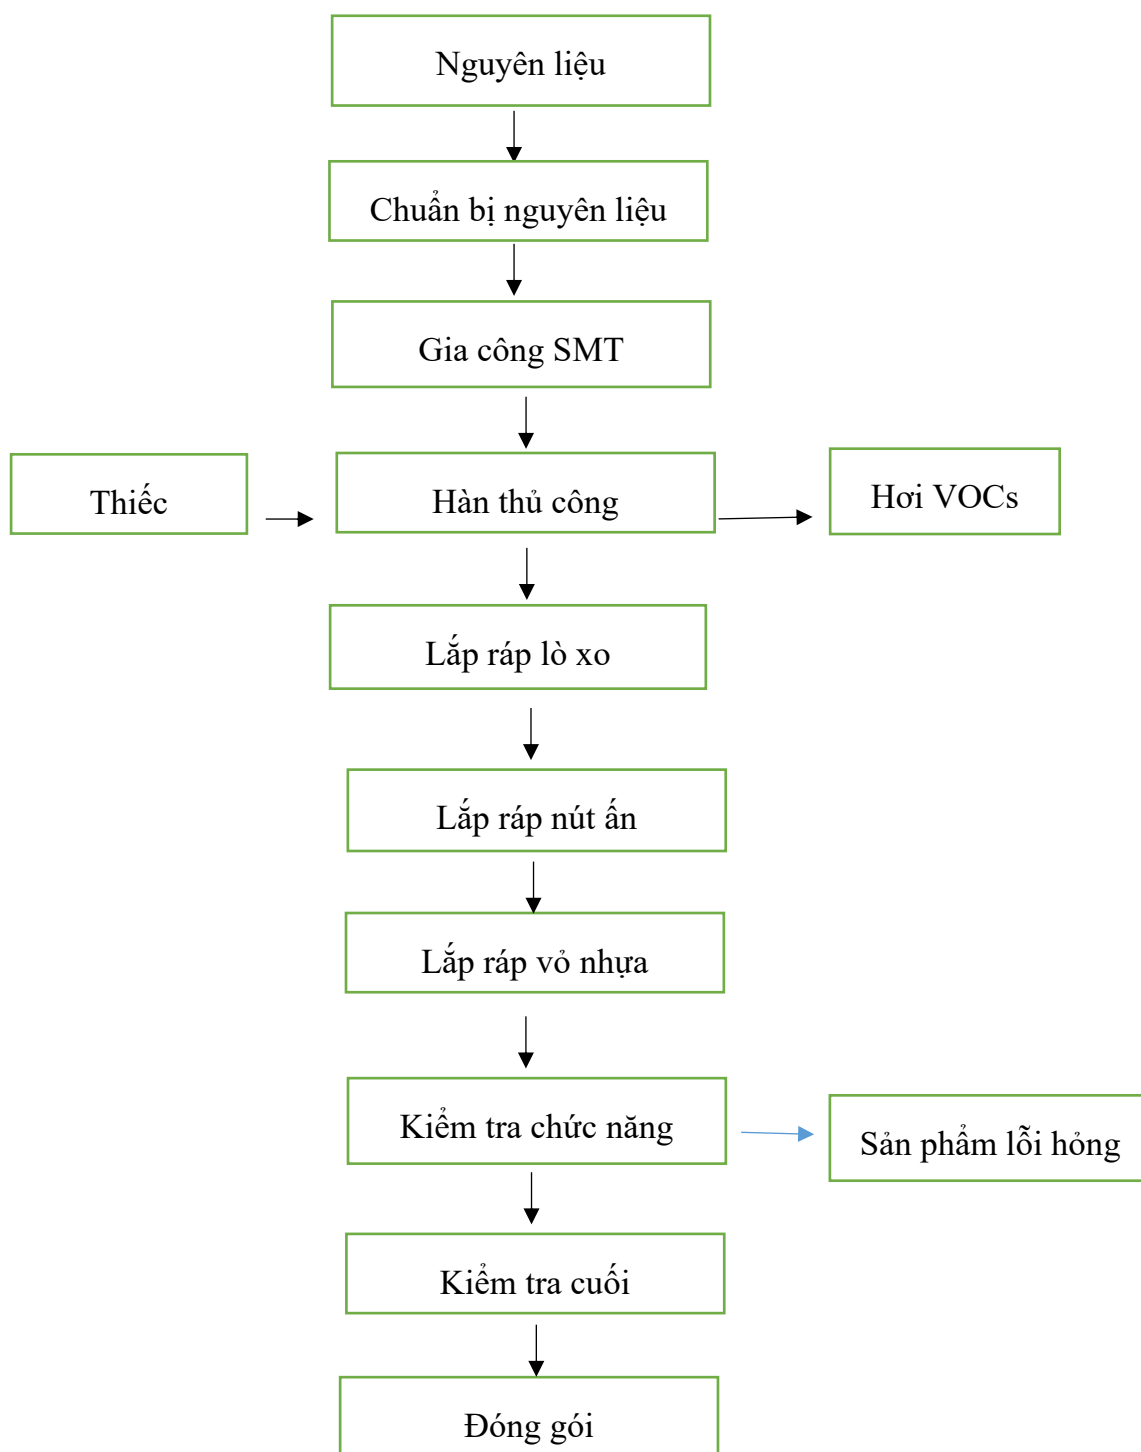 Nguyên liệu
Chuẩn bị nguyên liệu
Gia công SMT
Thiếc
Hàn thủ công
Hơi VOCs
Lắp ráp lò xo
Lắp ráp nút ấn
Lắp ráp vỏ nhựa
Kiểm tra chức năng
Sản phẩm lỗi hỏng
Kiểm tra cuối
Đóng gói